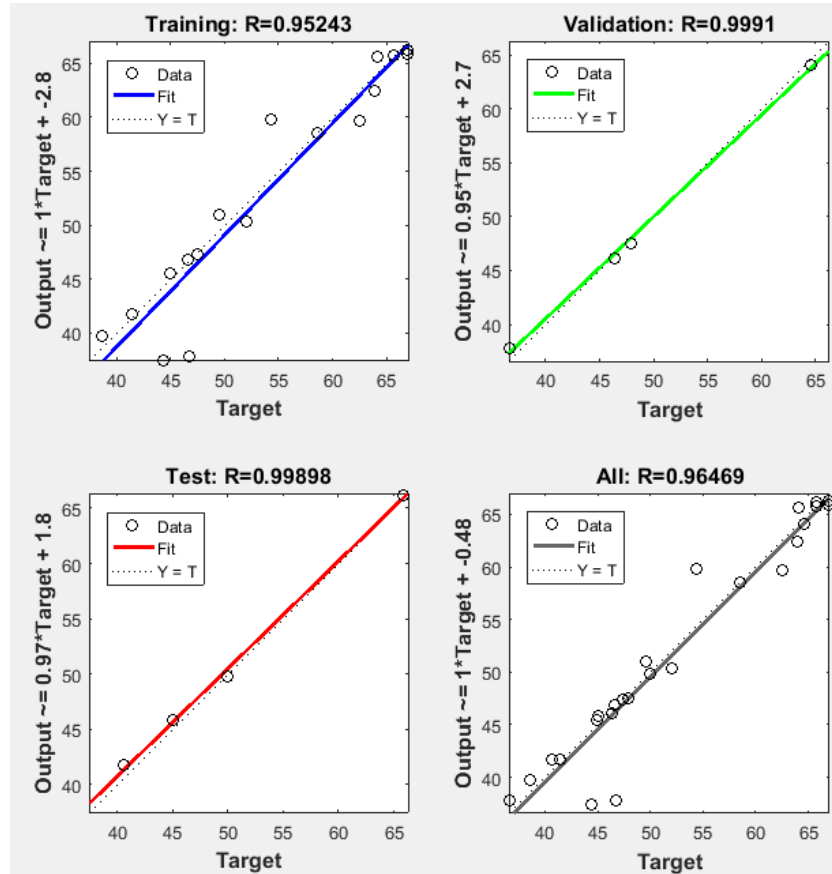 Training: R=0.95243
Output ~= 1*Target + -2.8
65
60
55
50
45
40
Data
Fit
Y = T
40 45 50 55 60 65
Target
Validation: R=0.9991
Output ~= 0.95*Target + 2.7
65
60
55
50
45
40
Data
Fit
Y = T
40 45 50 55 60 65
Target
Test: R=0.99898
Output ~= 0.97*Target + 1.8
65
60
55
50
45
40
Data
Fit
Y = T
40 45 50 55 60 65
Target
All: R=0.96469
Output ~= 1*Target + -0.48
65
60
55
50
45
40
Data
Fit
Y = T
40 45 50 55 60 65
Target